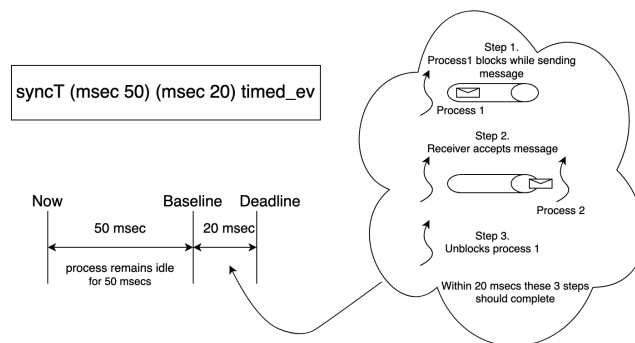 syncT (msec 50) (msec 20) timed_ev
Now
Baseline
Deadline
50 msec
20 msec
process remains idle
for 50 msecs
Step 1.
Process1 blocks while sending
message
Process 1
Step 2.
Receiver accepts message
Process 2
Step 3.
Unblocks process 1
Within 20 msecs these 3 steps
should complete